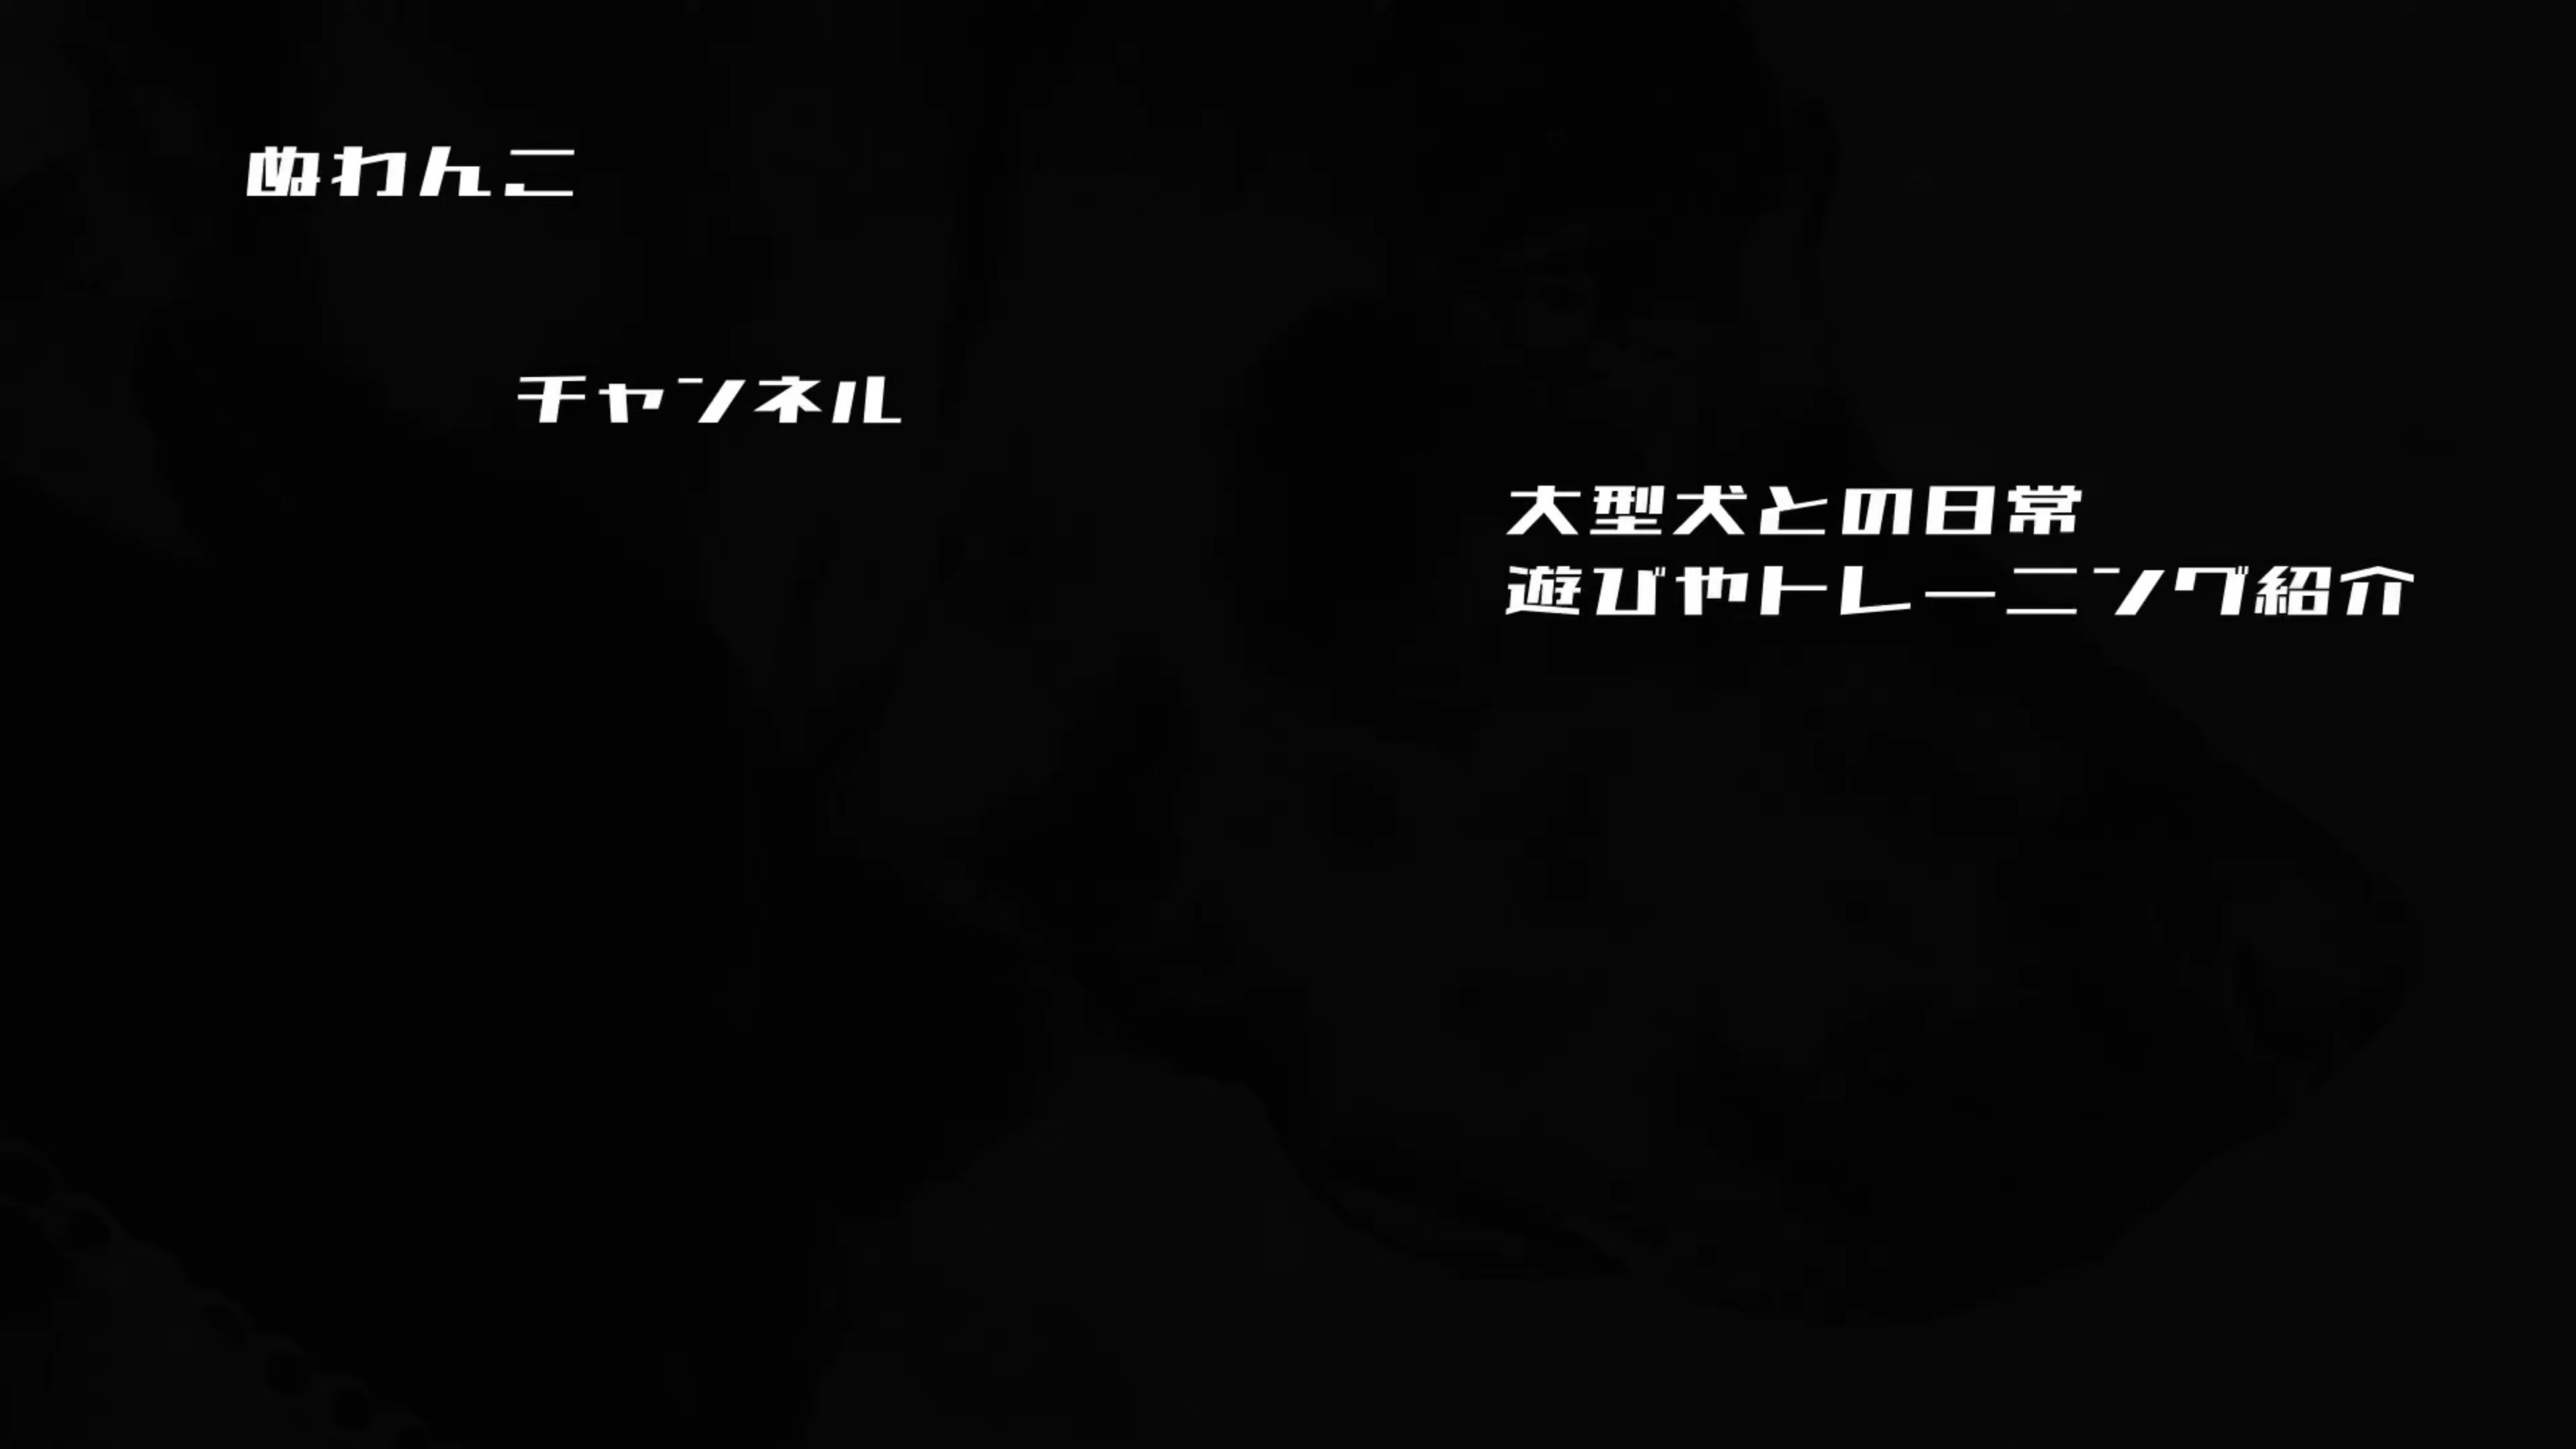 ぬわんこ
チャンネル
大型犬との日常
遊びやトレーニング紹介